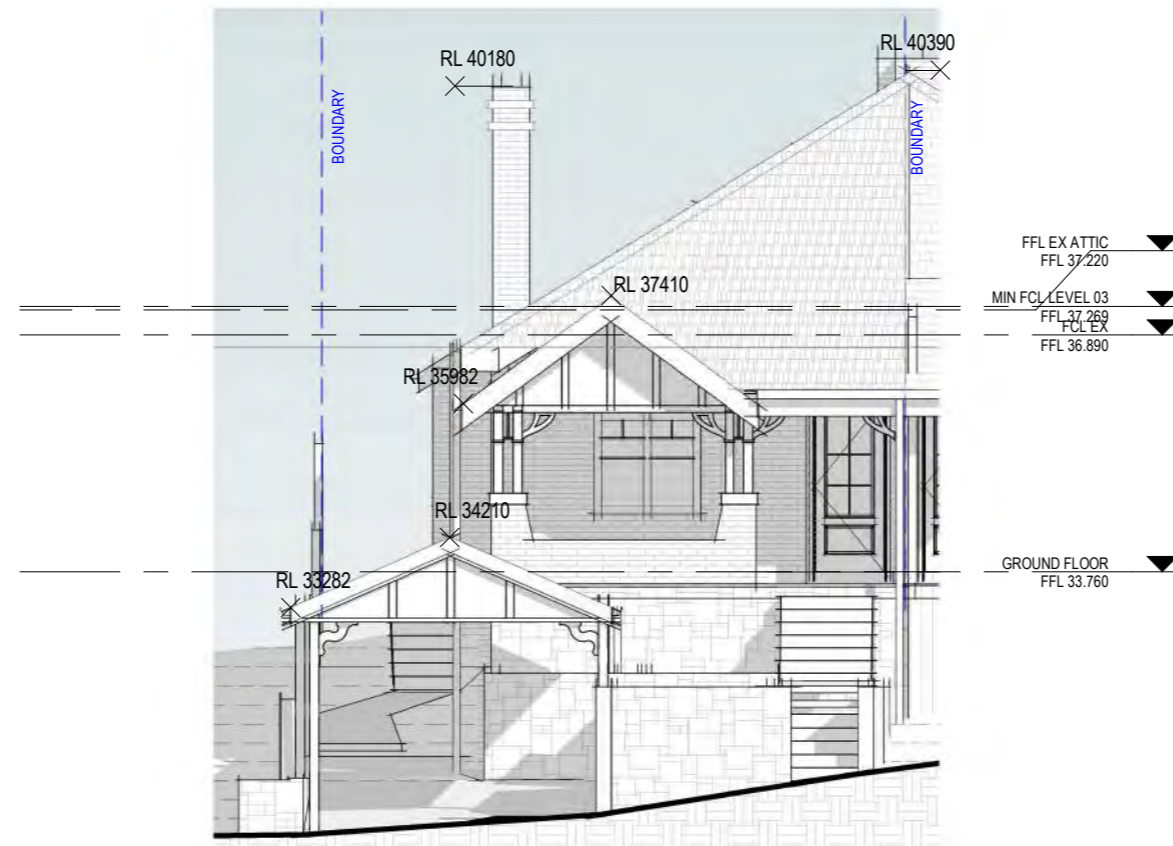 RL 40180
RL 40390
BOUNDARY
BOUNDARY
FFL EX ATTIC
FFL 37.220
RL 37410
MIN FCL LEVEL 03
FFL 37.269
FCL EX
FFL 36.890
RL 35982
RL 34210
GROUND FLOOR
FFL 33.760
RL 33282